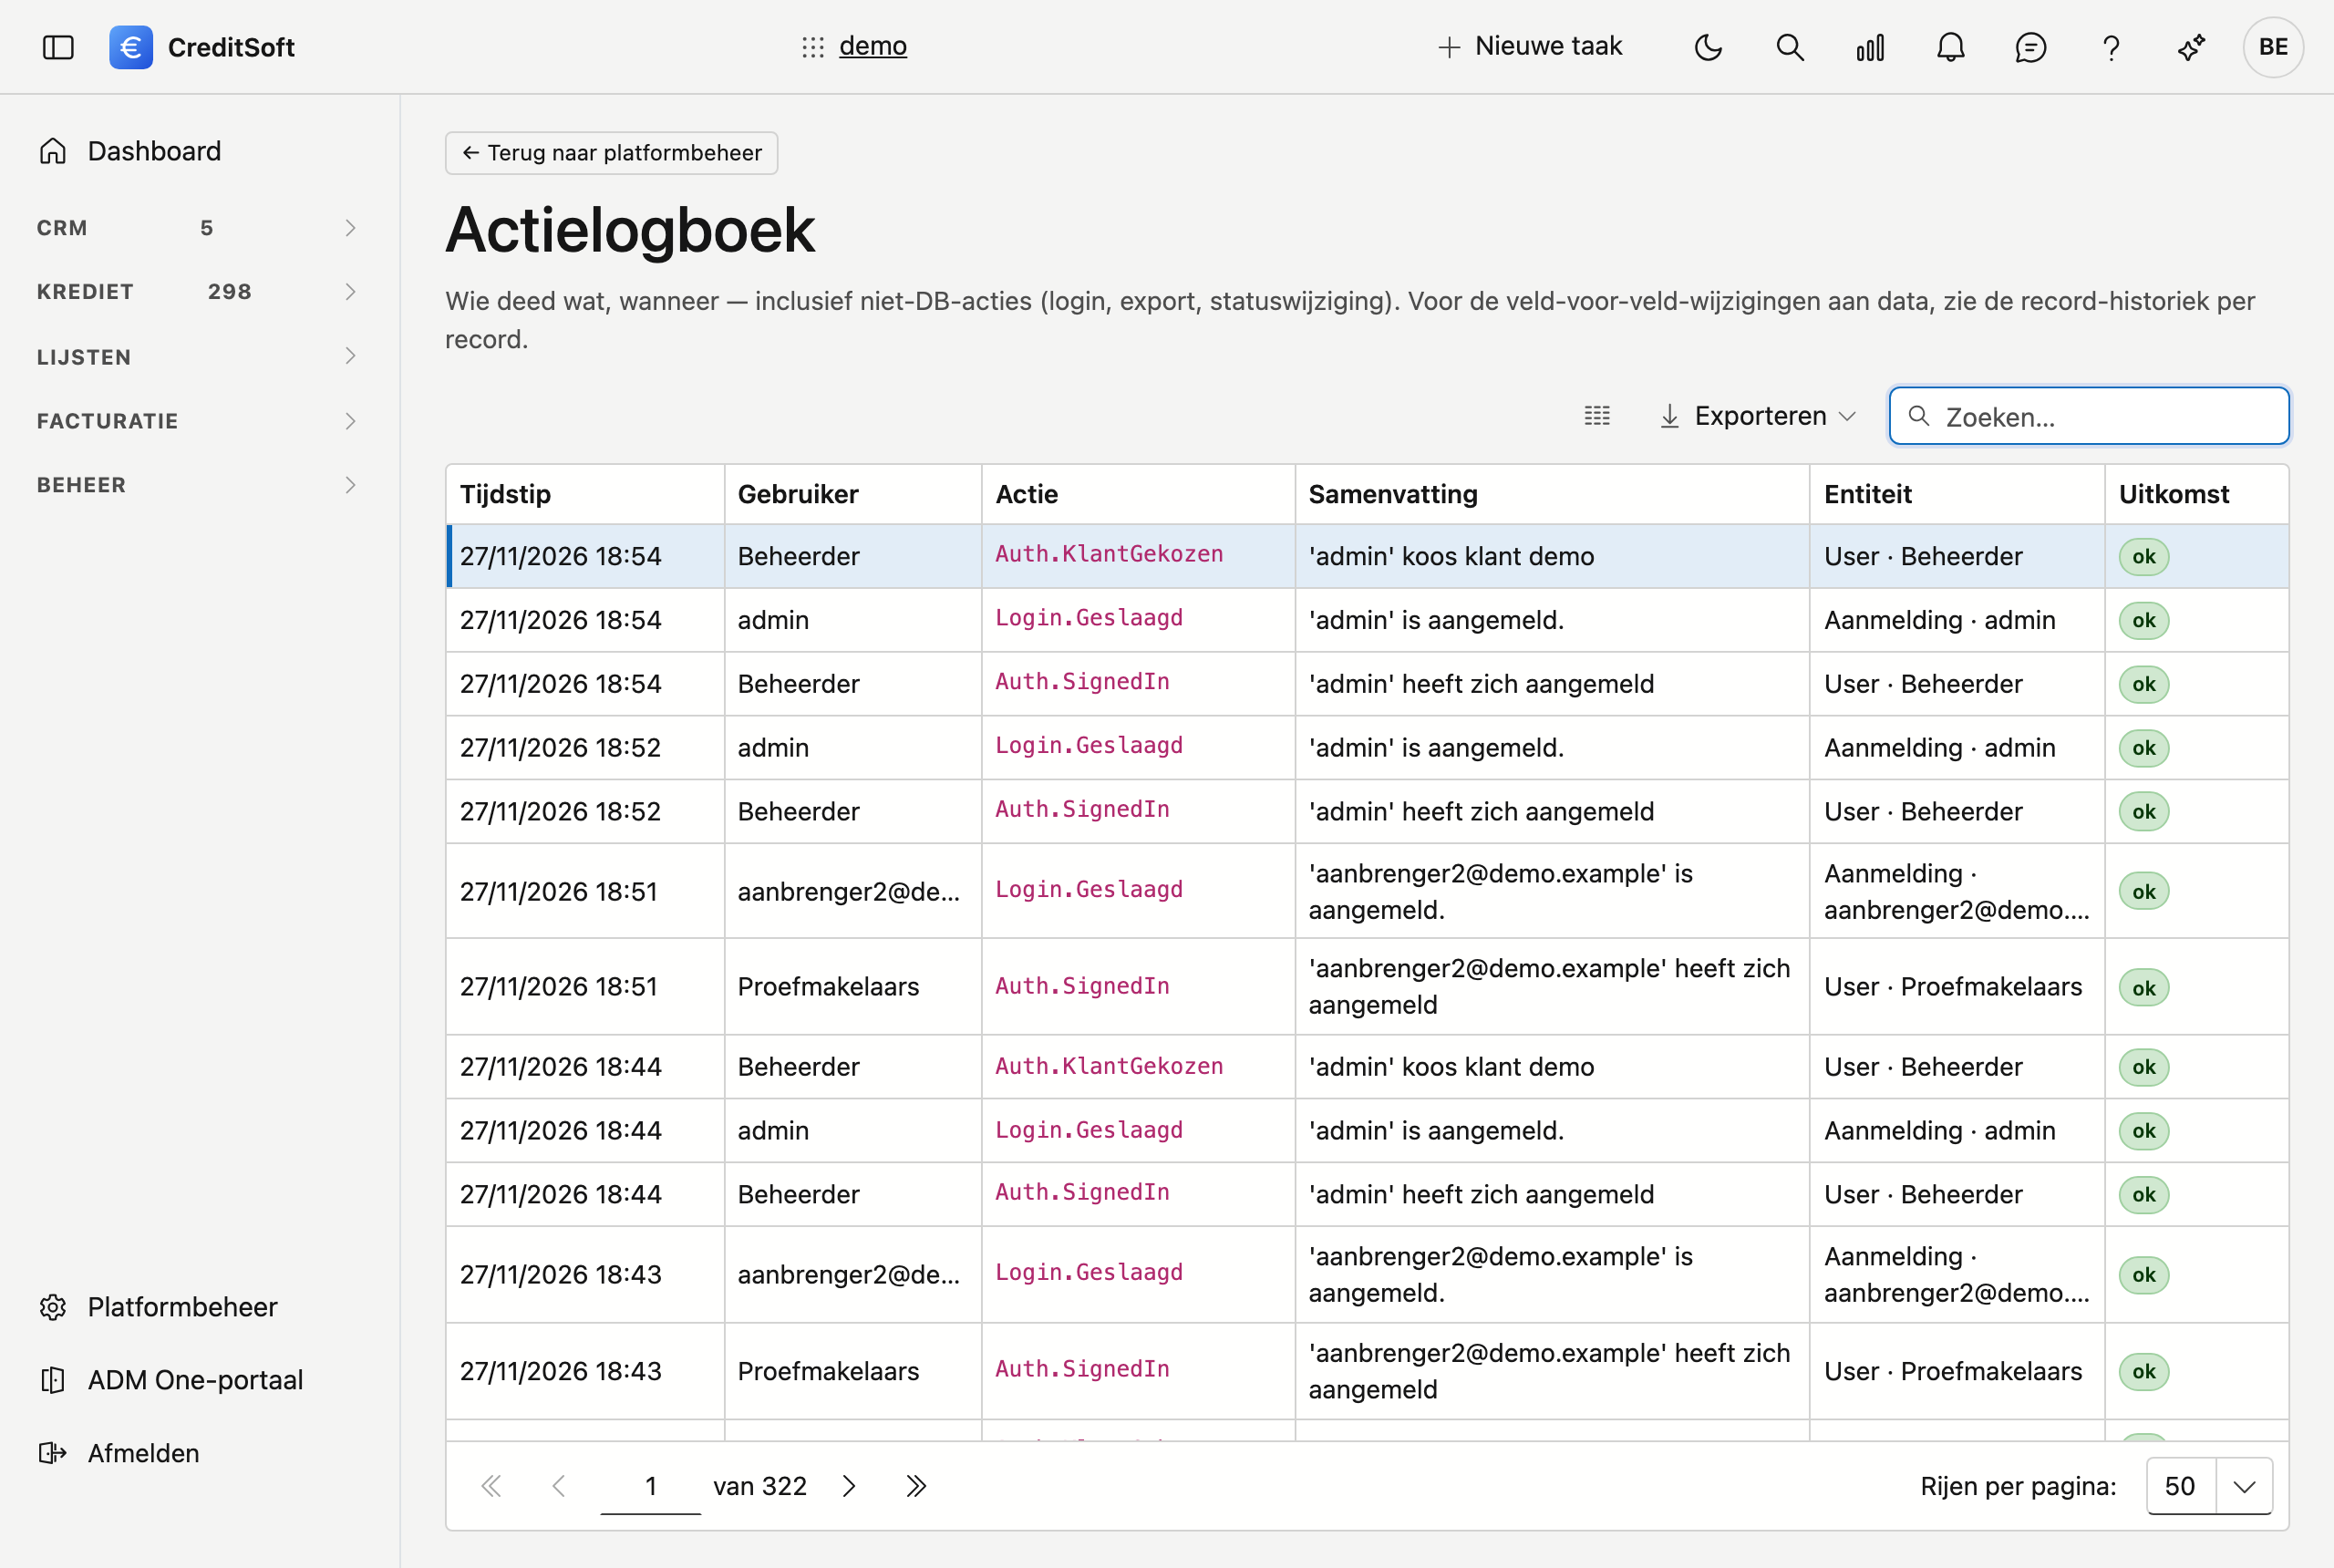 CreditSoft
demo
Nieuwe taak
BE
Dashboard
CRM 5
KREDIET 298
LIJSTEN
FACTURATIE
BEHEER
Platformbeheer
ADM One-portaal
Afmelden
← Terug naar platformbeheer
Actielogboek
Wie deed wat, wanneer — inclusief niet-DB-acties (login, export, statuswijziging). Voor de veld-voor-veld-wijzigingen aan data, zie de record-historiek per
record.
Exporteren
Zoeken...
Tijdstip Gebruiker Actie Samenvatting Entiteit Uitkomst
27/11/2026 18:54 Beheerder Auth.KlantGekozen 'admin' koos klant demo User · Beheerder ok
27/11/2026 18:54 admin Login.Geslaagd 'admin' is aangemeld. Aanmelding · admin ok
27/11/2026 18:54 Beheerder Auth.SignedIn 'admin' heeft zich aangemeld User · Beheerder ok
27/11/2026 18:52 admin Login.Geslaagd 'admin' is aangemeld. Aanmelding · admin ok
27/11/2026 18:52 Beheerder Auth.SignedIn 'admin' heeft zich aangemeld User · Beheerder ok
27/11/2026 18:51 aanbrenger2@de... Login.Geslaagd 'aanbrenger2@demo.example' is
aangemeld. Aanmelding ·
aanbrenger2@demo.... ok
27/11/2026 18:51 Proefmakelaars Auth.SignedIn 'aanbrenger2@demo.example' heeft zich
aangemeld User · Proefmakelaars ok
27/11/2026 18:44 Beheerder Auth.KlantGekozen 'admin' koos klant demo User · Beheerder ok
27/11/2026 18:44 admin Login.Geslaagd 'admin' is aangemeld. Aanmelding · admin ok
27/11/2026 18:44 Beheerder Auth.SignedIn 'admin' heeft zich aangemeld User · Beheerder ok
27/11/2026 18:43 aanbrenger2@de... Login.Geslaagd 'aanbrenger2@demo.example' is
aangemeld. Aanmelding ·
aanbrenger2@demo.... ok
27/11/2026 18:43 Proefmakelaars Auth.SignedIn 'aanbrenger2@demo.example' heeft zich
aangemeld User · Proefmakelaars ok
1 van 322
Rijen per pagina: 50